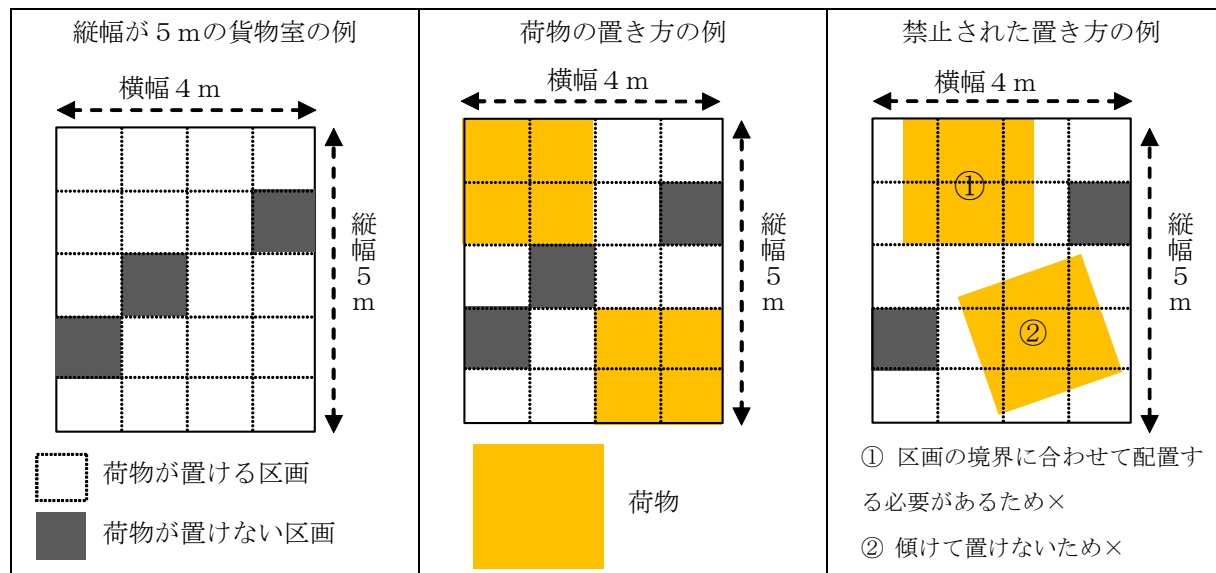 縦幅が５ｍの貨物室の例
横幅４ｍ
縦幅５ｍ
荷物が置ける区画
荷物が置けない区画
荷物の置き方の例
横幅４ｍ
縦幅５ｍ
荷物
禁止された置き方の例
横幅４ｍ
①
②
縦幅５ｍ
① 区画の境界に合わせて配置す
る必要があるため×
② 傾けて置けないため×